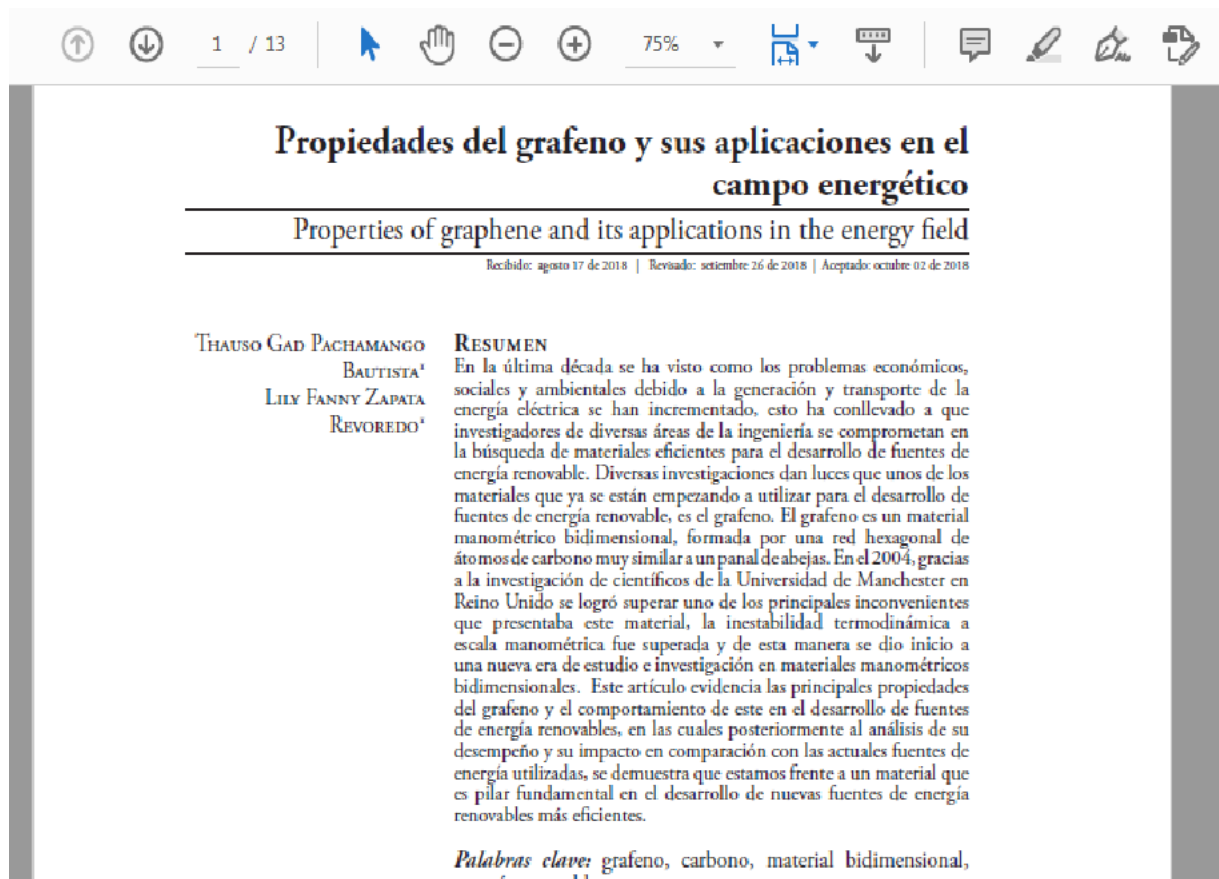 1 / 13
75%
Propiedades del grafeno y sus aplicaciones en el
campo energético
Properties of graphene and its applications in the energy field
Recibido: agosto 17 de 2018 | Revisado: setiembre 26 de 2018 | Aceptado: octubre 02 de 2018
Thauso Gad Pachamango
Bautista¹
Lily Fanny Zapata
Revoredo¹
Resumen
En la última década se ha visto como los problemas económicos,
sociales y ambientales debido a la generación y transporte de la
energía eléctrica se han incrementado, esto ha conllevado a que
investigadores de diversas áreas de la ingeniería se comprometan en
la búsqueda de materiales eficientes para el desarrollo de fuentes de
energía renovable. Diversas investigaciones dan luces que unos de los
materiales que ya se están empezando a utilizar para el desarrollo de
fuentes de energía renovable, es el grafeno. El grafeno es un material
manométrico bidimensional, formada por una red hexagonal de
átomos de carbono muy similar a un panal de abejas. En el 2004, gracias
a la investigación de científicos de la Universidad de Manchester en
Reino Unido se logró superar uno de los principales inconvenientes
que presentaba este material, la inestabilidad termodinámica a
escala manométrica fue superada y de esta manera se dio inicio a
una nueva era de estudio e investigación en materiales manométricos
bidimensionales. Este artículo evidencia las principales propiedades
del grafeno y el comportamiento de este en el desarrollo de fuentes
de energía renovables, en las cuales posteriormente al análisis de su
desempeño y su impacto en comparación con las actuales fuentes de
energía utilizadas, se demuestra que estamos frente a un material que
es pilar fundamental en el desarrollo de nuevas fuentes de energía
renovables más eficientes.
Palabras clave: grafeno, carbono, material bidimensional,